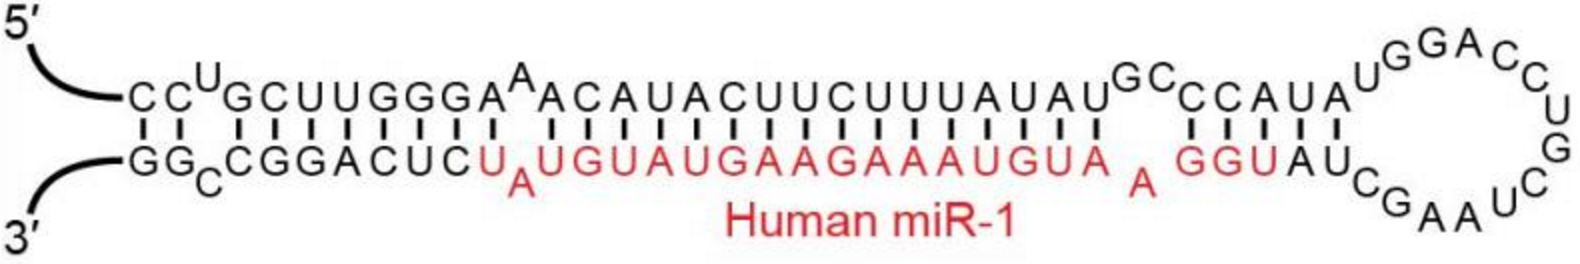 5′
CCUGCUUGGGAAACAUACUUCUUUAUAUGCCCAUAUGGACCU
GGCCGGACUCUAUGUAUGAAGAAAUGUAAGGUAUCGAAUCG
3′
Human miR-1